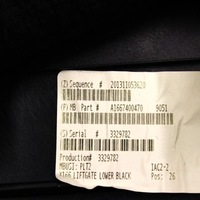 (Z) Sequence # 201311053620
(P) MB Part # A1667400470 9051
(S) Serial # 3329782
Production# 3329782
MBUSI: PLT2 IAC2-2
X166 LIFTGATE LOWER BLACK Pos: 26